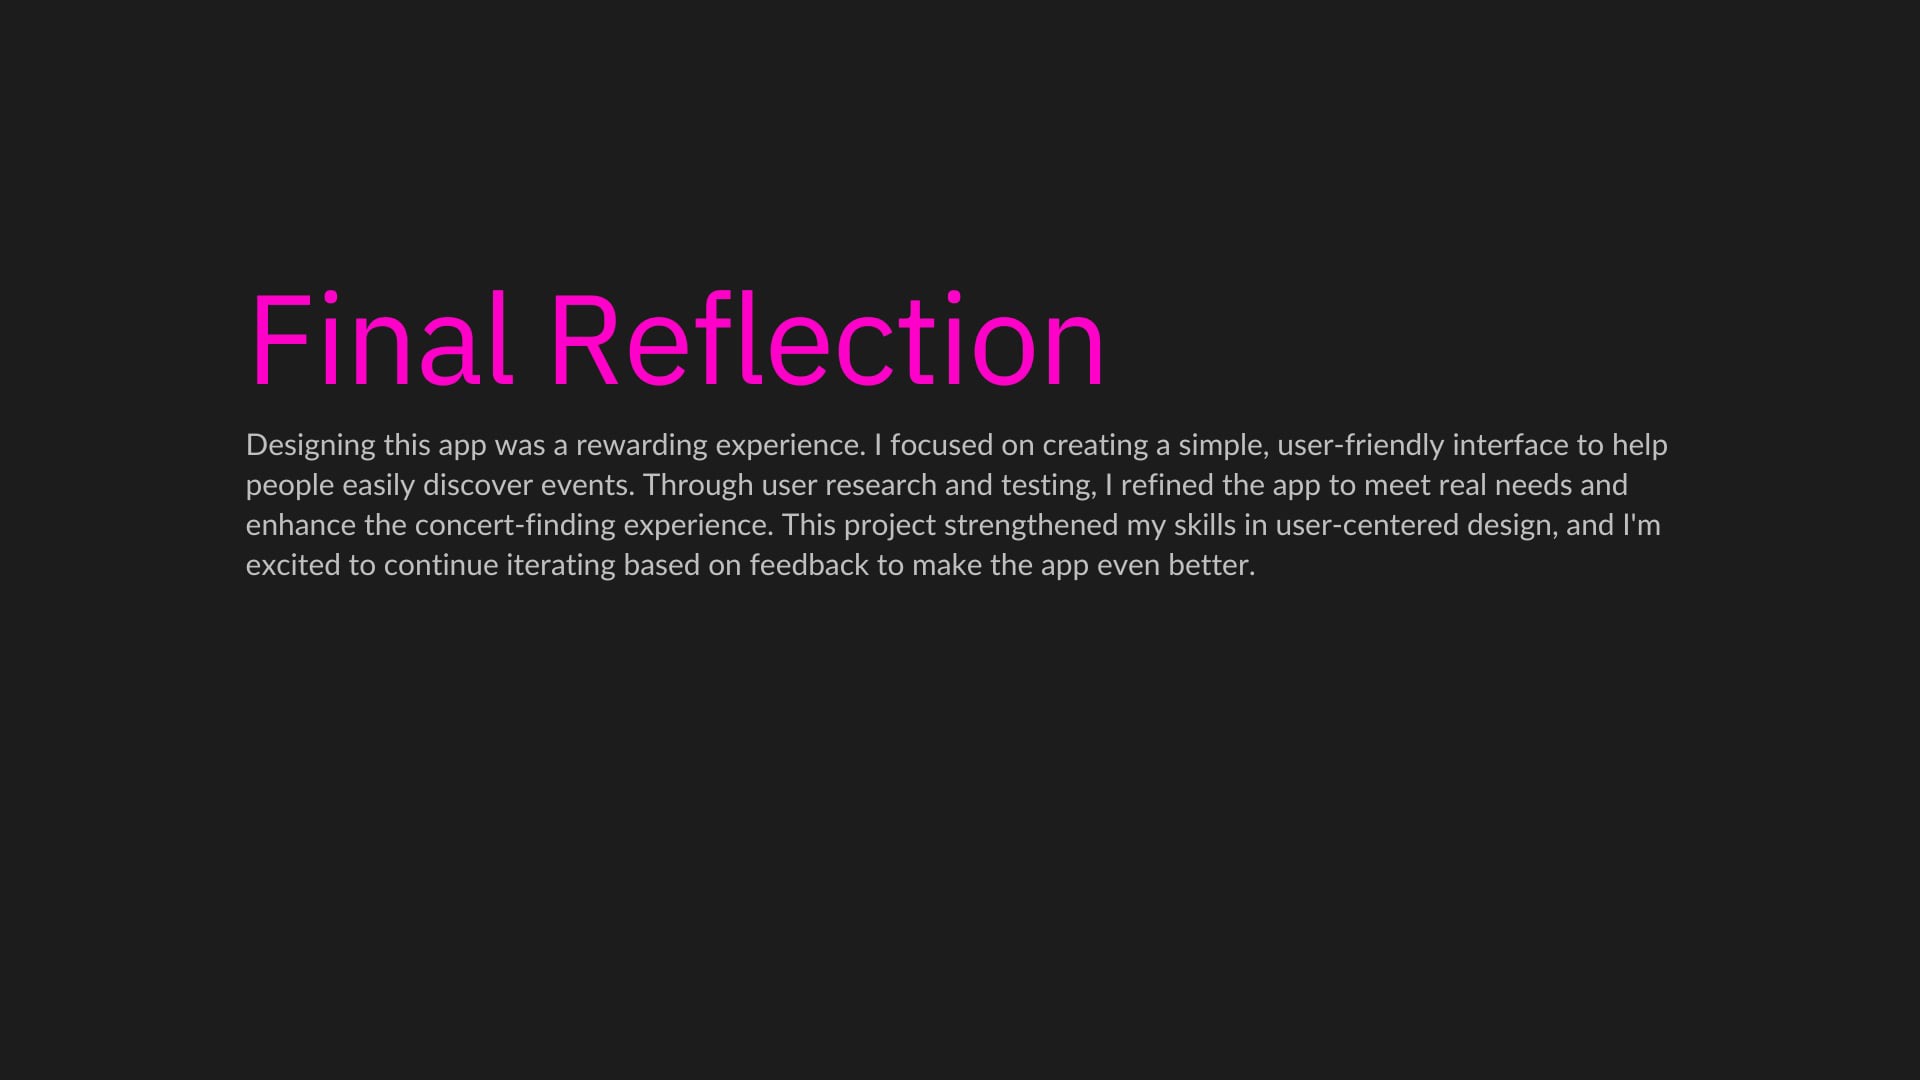 Final Reflection
Designing this app was a rewarding experience. I focused on creating a simple, user-friendly interface to help
people easily discover events. Through user research and testing, I refined the app to meet real needs and
enhance the concert-finding experience. This project strengthened my skills in user-centered design, and I'm
excited to continue iterating based on feedback to make the app even better.